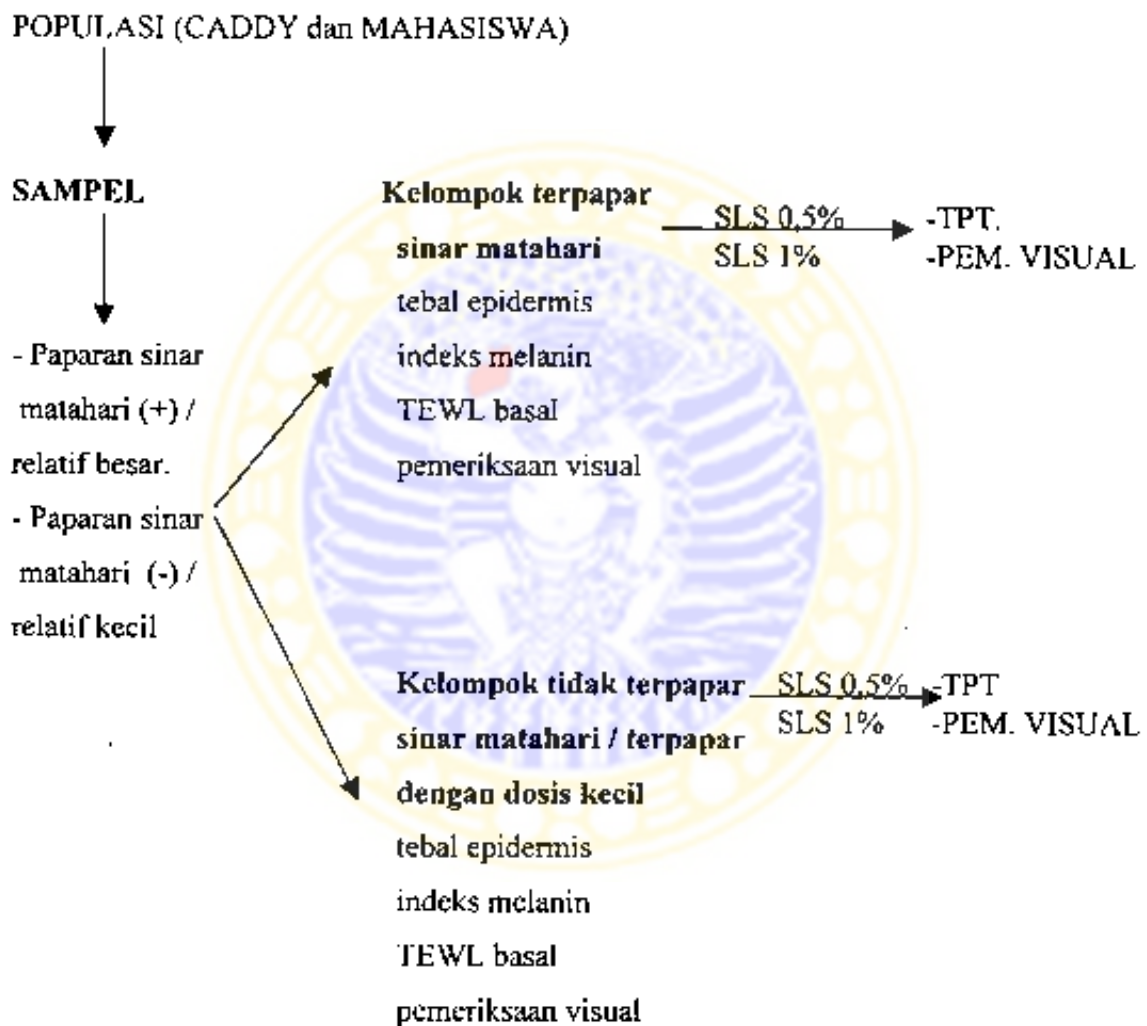 POPULASI (CADDY dan MAHASISWA)
SAMPEL
- Paparan sinar
matahari (+) /
relatif besar.
- Paparan sinar
matahari (-) /
relatif kecil
Kelompok terpapar
sinar matahari
tebal epidermis
indeks melanin
TEWL basal
pemeriksaan visual
SLS 0,5%
SLS 1%
-TPT.
-PEM. VISUAL
Kelompok tidak terpapar
sinar matahari / terpapar
dengan dosis kecil
tebal epidermis
indeks melanin
TEWL basal
pemeriksaan visual
SLS 0,5%
SLS 1%
-TPT
-PEM. VISUAL